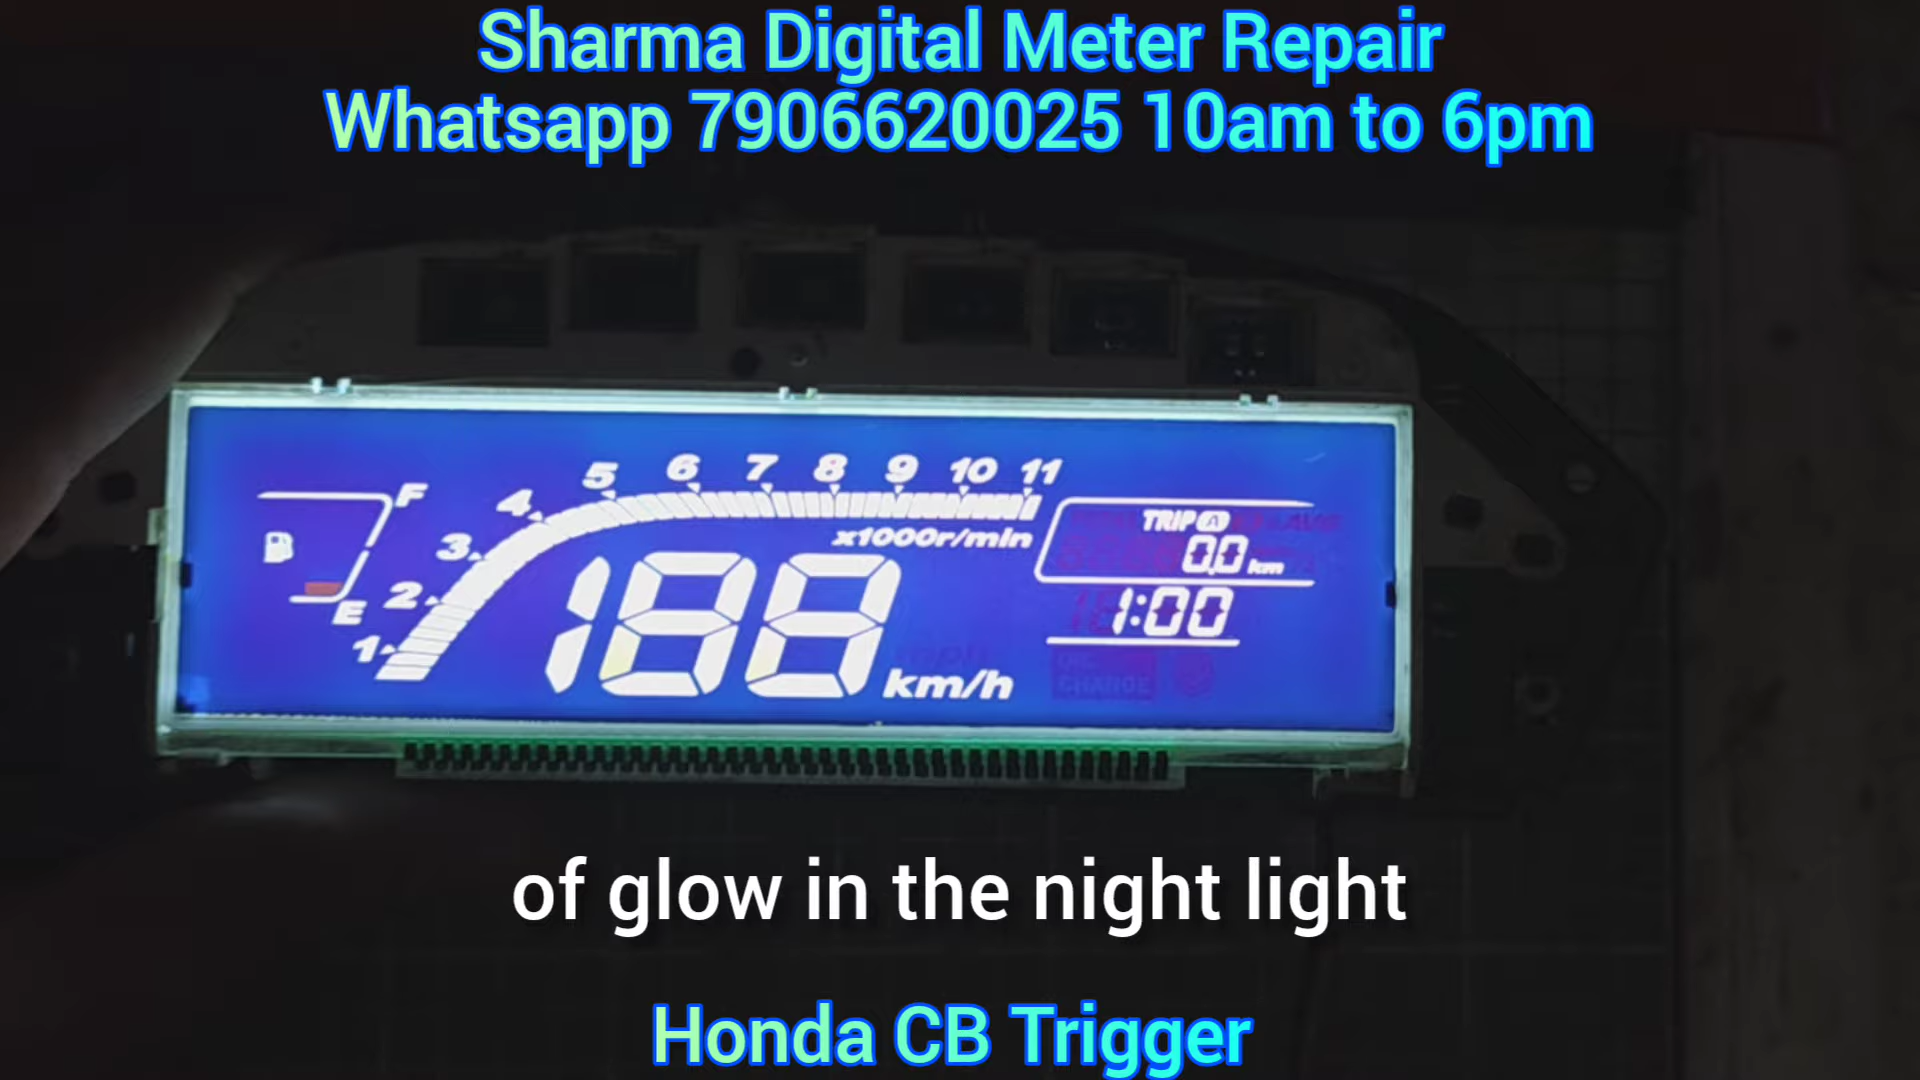 Sharma Digital Meter Repair
Whatsapp 7906620025 10am to 6pm
5 6 7 8 9 10 11
F
4
TRIP A
x1000r/min
3
0.0 km
2
E
1:00
188
1
mph
km/h
CHANGE
of glow in the night light
Honda CB Trigger